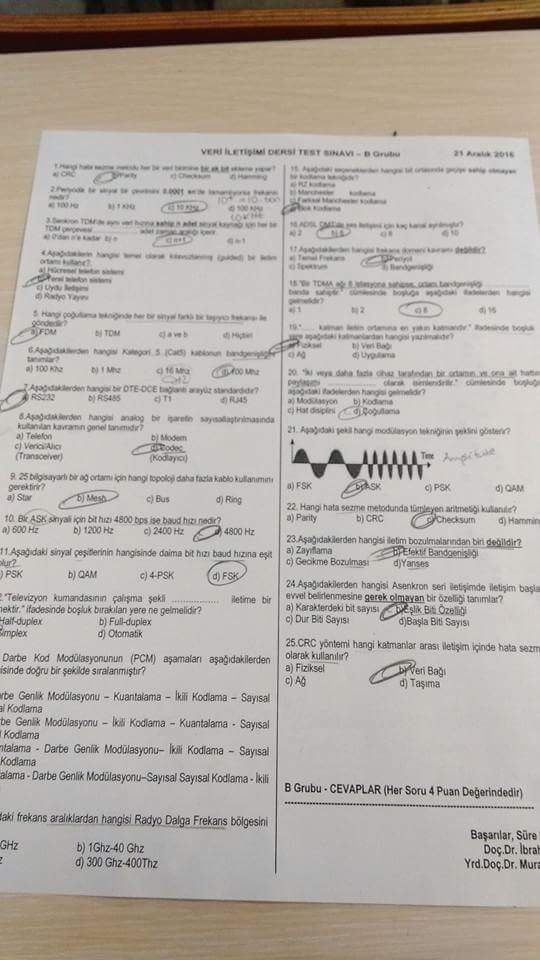 VERİ İLETİŞİMİ DERSİ TEST SINAVI – B Grubu 21 Aralık 2016
1.Hangi hata sezme metodu her bir veri birimine bir ek bit ekleme yapar?
a) CRC b)Parity c) Checksum d) Hamming
2.Periyodik bir sinyal bir çevrimini 0.0001 sn'de tamamlıyorsa frekansı nedir?
a) 100 Hz b) 1 KHz c) 10 KHz d) 100 KHz
3.Senkron TDM'de aynı veri hızına sahip n adet sinyal kaynağı için her bir
TDM çerçevesi adet zaman aralığı içerir.
a) 0'dan n'e kadar b) n c) n+1 d) n-1
4.Aşağıdakilerden hangisi temel olarak kılavuzlanmış (guided) bir iletim
ortamı kullanır?
a) Hücresel telefon sistemi
b) Yerel telefon sistemi
c) Uydu İletişimi
d) Radyo Yayını
5. Hangi çoğullama tekniğinde her bir sinyal farklı bir taşıyıcı frekansı ile
gönderilir?
a)FDM b) TDM c) a ve b d) Hiçbiri
6.Aşağıdakilerden hangisi Kategori 5 (Cat5) kablonun bandgenişliğini
tanımlar?
a) 100 Khz b) 1 Mhz c) 16 Mhz d) 100 Mhz
7.Aşağıdakilerden hangisi bir DTE-DCE bağlantı arayüz standardıdır?
a) RS232 b) RS485 c) T1 d) RJ45
8.Aşağıdakilerden hangisi analog bir işaretin sayısallaştırılmasında
kullanılan kavramın genel tanımıdır?
a) Telefon b) Modem
c) Verici/Alıcı d) Codec
(Transceiver) (Kodlayıcı)
9. 25 bilgisayarlı bir ağ ortamı için hangi topoloji daha fazla kablo kullanımını
gerektirir?
a) Star b) Mesh c) Bus d) Ring
10. Bir ASK sinyali için bit hızı 4800 bps ise baud hızı nedir?
a) 600 Hz b) 1200 Hz c) 2400 Hz d) 4800 Hz
11.Aşağıdaki sinyal çeşitlerinin hangisinde daima bit hızı baud hızına eşit
olur?
) PSK b) QAM c) 4-PSK d) FSK
2."Televizyon kumandasının çalışma şekli .................. iletime bir
nektir." ifadesinde boşluk bırakılan yere ne gelmelidir?
Half-duplex b) Full-duplex
Simplex d) Otomatik
Darbe Kod Modülasyonunun (PCM) aşamaları aşağıdakilerden
isinde doğru bir şekilde sıralanmıştır?
rbe Genlik Modülasyonu – Kuantalama – İkili Kodlama – Sayısal
al Kodlama
rbe Genlik Modülasyonu – İkili Kodlama – Kuantalama - Sayısal
l Kodlama
ntalama - Darbe Genlik Modülasyonu– İkili Kodlama – Sayısal
Kodlama
alama - Darbe Genlik Modülasyonu–Sayısal Sayısal Kodlama - İkili
daki frekans aralıklardan hangisi Radyo Dalga Frekans bölgesini
GHz b) 1Ghz-40 Ghz
z d) 300 Ghz-400Thz
15. Aşağıdaki seçeneklerden hangisi bit ortasında geçişe sahip olmayan
bir kodlama tekniğidir?
a) RZ kodlama
b) Manchester kodlama
c) Farksal Manchester kodlama
d) Blok Kodlama
16.ADSL DMT'de ses iletişimi için kaç kanal ayrılmıştır?
a) 2 b) 6 c) 8 d) 10
17.Aşağıdakilerden hangisi frekans domeni kavramı değildir?
a) Temel Frekans b) Periyot
c) Spektrum d) Bandgenişliği
18."Bir TDMA ağı 8 istasyona sahipse, ortam bandgenişliği
banda sahiptir." cümlesinde boşluğa aşağıdaki ifadelerden hangisi
gelmelidir?
a) 1 b) 2 c) 8 d) 16
19."..... katman iletim ortamına en yakın katmandır." ifadesinde boşluk
aşağıdaki katmanlardan hangisi yazılmalıdır?
a) Fiziksel b) Veri Bağı
c) Ağ d) Uygulama
20. "İki veya daha fazla cihaz tarafından bir ortamın ve ona ait hattın
paylaşımı .................. olarak isimlendirilir." cümlesinde boşluğa
aşağıdaki ifadelerden hangisi gelmelidir?
a) Modülasyon b) Kodlama
c) Hat disiplini d) Çoğullama
21. Aşağıdaki şekil hangi modülasyon tekniğinin şeklini gösterir?
Time
a) FSK b) ASK c) PSK d) QAM
22. Hangi hata sezme metodunda tümleyen aritmetiği kullanılır?
a) Parity b) CRC c) Checksum d) Hammin
23.Aşağıdakilerden hangisi iletim bozulmalarından biri değildir?
a) Zayıflama b) Efektif Bandgenişliği
c) Gecikme Bozulması d)Yanses
24.Aşağıdakilerden hangisi Asenkron seri iletişimde iletişim başla
evvel belirlenmesine gerek olmayan bir özelliği tanımlar?
a) Karakterdeki bit sayısı b)Eşlik Biti Özelliği
c) Dur Biti Sayısı d)Başla Biti Sayısı
25.CRC yöntemi hangi katmanlar arası iletişim içinde hata sezm
olarak kullanılır?
a) Fiziksel b) Veri Bağı
c) Ağ d) Taşıma
B Grubu - CEVAPLAR (Her Soru 4 Puan Değerindedir)
Başarılar, Süre
Doç.Dr. İbrah
Yrd.Doç.Dr. Mura